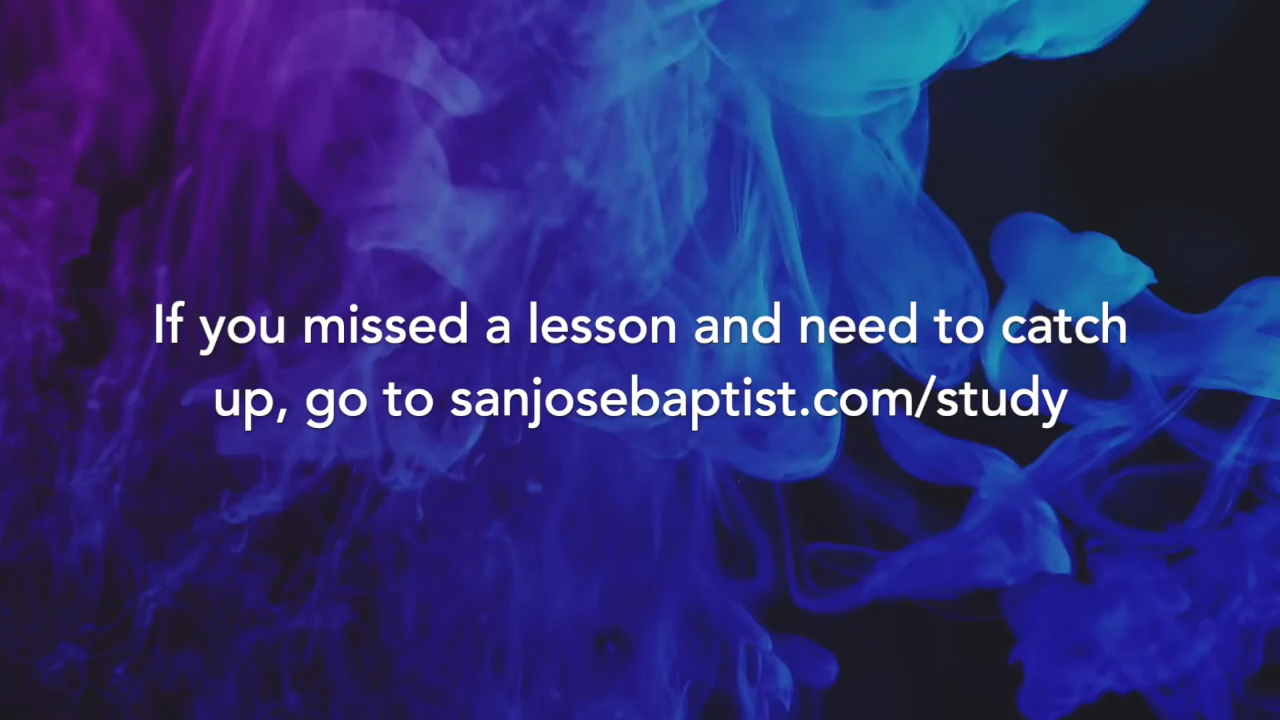 If you missed a lesson and need to catch
up, go to sanjosebaptist.com/study